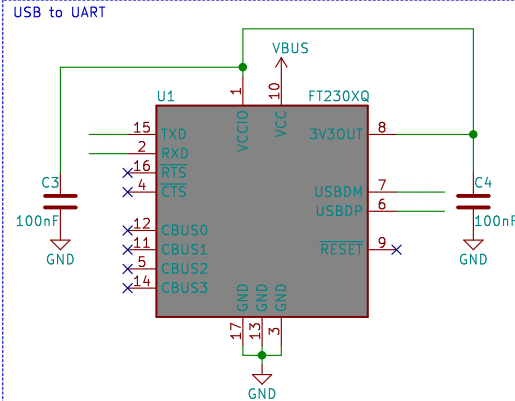 USB to UART
VBUS
U1
1
10
FT230XQ
VCCIO
VCC
15
TXD
3V3OUT
8
2
RXD
16
RTS
C3
4
CTS
USBDM
7
C4
100nF
USBDP
6
100nF
12
CBUS0
11
CBUS1
RESET
9
GND
5
CBUS2
GND
14
CBUS3
GND
GND
GND
17
13
3
GND